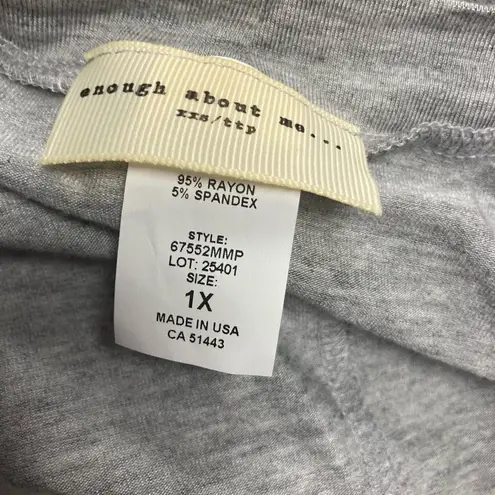 enough about me...
xxs/ttp
95% RAYON
5% SPANDEX
STYLE:
67552MMP
LOT: 25401
SIZE:
1X
MADE IN USA
CA 51443